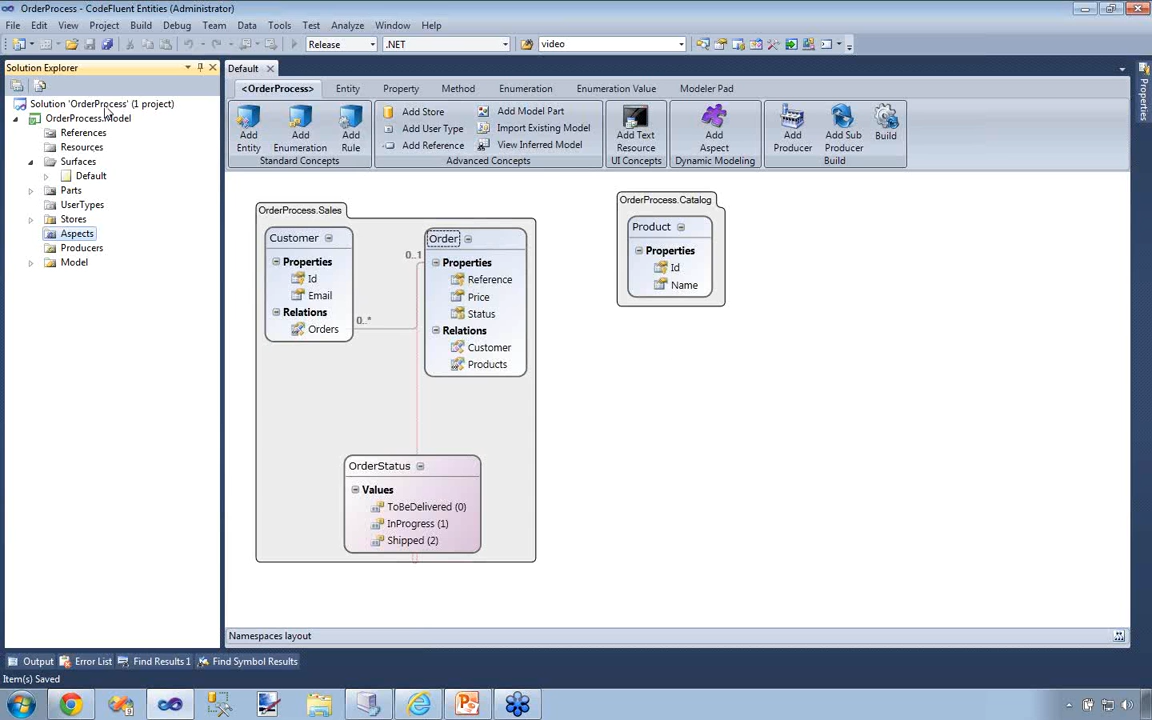 OrderProcess - CodeFluent Entities (Administrator)
File Edit View Project Build Debug Team Data Tools Test Analyze Window Help
Release .NET video
Solution Explorer
Solution 'OrderProcess' (1 project)
OrderProcess.Model
References
Resources
Surfaces
Default
Parts
UserTypes
Stores
Aspects
Producers
Model
Default
<OrderProcess> Entity Property Method Enumeration Enumeration Value Modeler Pad
Add Entity
Add Enumeration
Add Rule
Standard Concepts
Add Store
Add User Type
Add Reference
Add Model Part
Import Existing Model
View Inferred Model
Advanced Concepts
Add Text Resource
UI Concepts
Add Aspect
Dynamic Modeling
Add Producer
Add Sub Producer
Build
Build
Properties
OrderProcess.Sales
Customer
Properties
Id
Email
Relations
Orders
0..*
0..1
Order
Properties
Reference
Price
Status
Relations
Customer
Products
OrderStatus
Values
ToBeDelivered (0)
InProgress (1)
Shipped (2)
OrderProcess.Catalog
Product
Properties
Id
Name
Namespaces layout
Output Error List Find Results 1 Find Symbol Results
Item(s) Saved